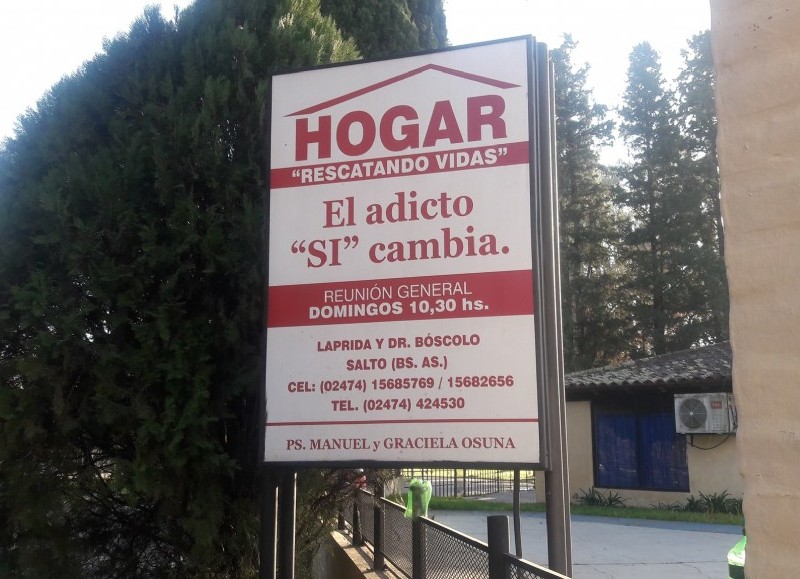 HOGAR
"RESCATANDO VIDAS"
El adicto
"SI" cambia.
REUNIÓN GENERAL
DOMINGOS 10,30 hs.
LAPRIDA Y DR. BÓSCOLO
SALTO (BS. AS.)
CEL: (02474) 15685769 / 15682656
TEL. (02474) 424530
PS. MANUEL y GRACIELA OSUNA